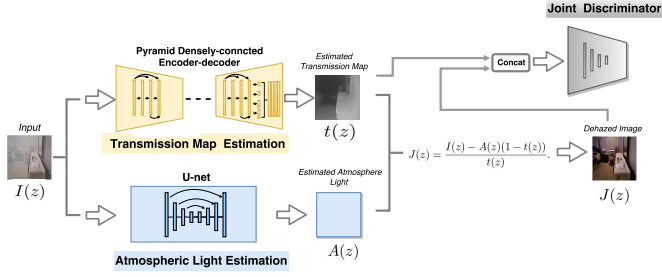 Joint Discriminator
Pyramid Densely-conncted
Encoder-decoder
Estimated
Transmission Map
Concat
t(z)
Input
I(z)
Transmission Map Estimation
Dehazed Image
J(z) = \frac{I(z) - A(z)(1 - t(z))}{t(z)}.
J(z)
U-net
Estimated Atmosphere
Light
A(z)
Atmospheric Light Estimation